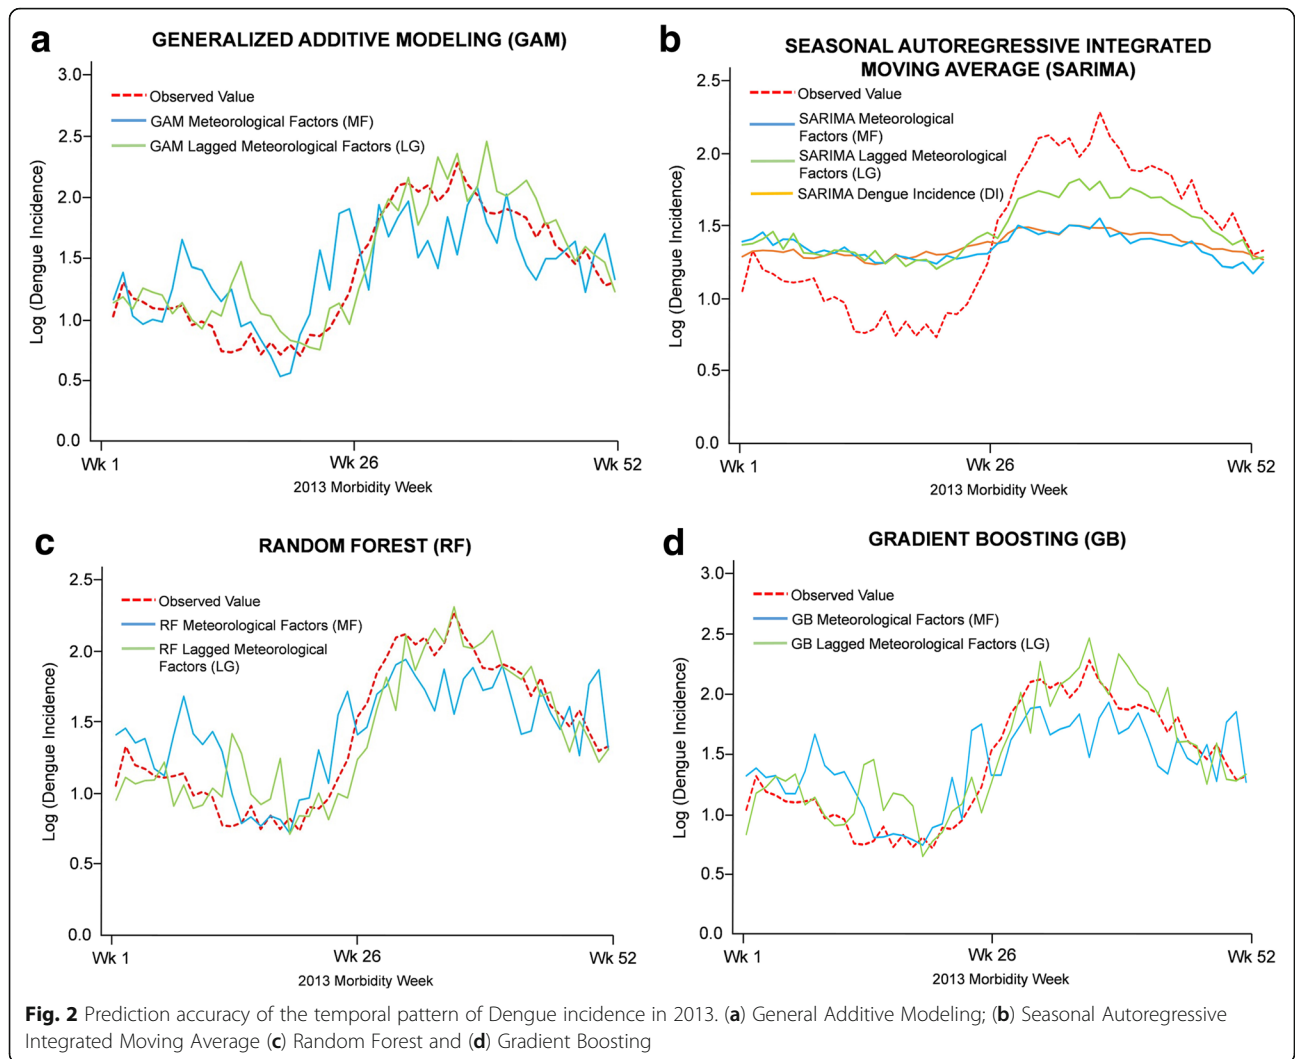 a
GENERALIZED ADDITIVE MODELING (GAM)
3.0
2.5
2.0
1.5
1.0
0.5
0.0
Log (Dengue Incidence)
Observed Value
GAM Meteorological Factors (MF)
GAM Lagged Meteorological Factors (LG)
Wk 1
Wk 26
Wk 52
2013 Morbidity Week
b
SEASONAL AUTOREGRESSIVE INTEGRATED
MOVING AVERAGE (SARIMA)
2.5
2.0
1.5
1.0
0.5
0.0
Log (Dengue Incidence)
Observed Value
SARIMA Meteorological
Factors (MF)
SARIMA Lagged Meteorological
Factors (LG)
SARIMA Dengue Incidence (DI)
Wk 1
Wk 26
Wk 52
2013 Morbidity Week
c
RANDOM FOREST (RF)
2.5
2.0
1.5
1.0
0.5
0.0
Log (Dengue Incidence)
Observed Value
RF Meteorological Factors (MF)
RF Lagged Meteorological
Factors (LG)
Wk 1
Wk 26
Wk 52
2013 Morbidity Week
d
GRADIENT BOOSTING (GB)
3.0
2.5
2.0
1.5
1.0
0.5
0.0
Log (Dengue Incidence)
Observed Value
GB Meteorological Factors (MF)
GB Lagged Meteorological Factors (LG)
Wk 1
Wk 26
Wk 52
2013 Morbidity Week
Fig. 2 Prediction accuracy of the temporal pattern of Dengue incidence in 2013. (a) General Additive Modeling; (b) Seasonal Autoregressive
Integrated Moving Average (c) Random Forest and (d) Gradient Boosting